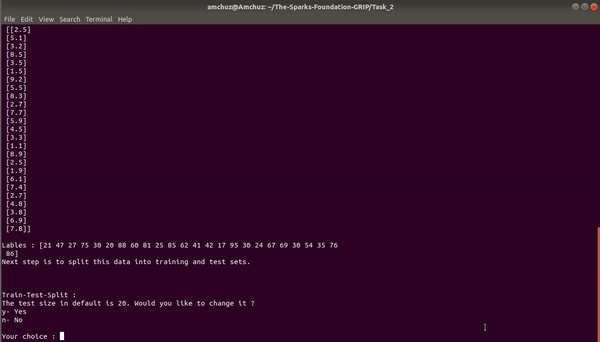 amchuz@Amchuz: ~/The-Sparks-Foundation-GRIP/Task_2
File Edit View Search Terminal Help
[[2.5]
[5.1]
[3.2]
[8.5]
[3.5]
[1.5]
[9.2]
[5.5]
[8.3]
[2.7]
[7.7]
[5.9]
[4.5]
[3.3]
[1.1]
[8.9]
[2.5]
[1.9]
[6.1]
[7.4]
[2.7]
[4.8]
[3.8]
[6.9]
[7.8]]
Lables : [21 47 27 75 30 20 88 60 81 25 85 62 41 42 17 95 30 24 67 69 30 54 35 76
86]
Next step is to split this data into training and test sets.
Train-Test-Split :
The test size in default is 20. Would you like to change it ?
y- Yes
n- No
Your choice :